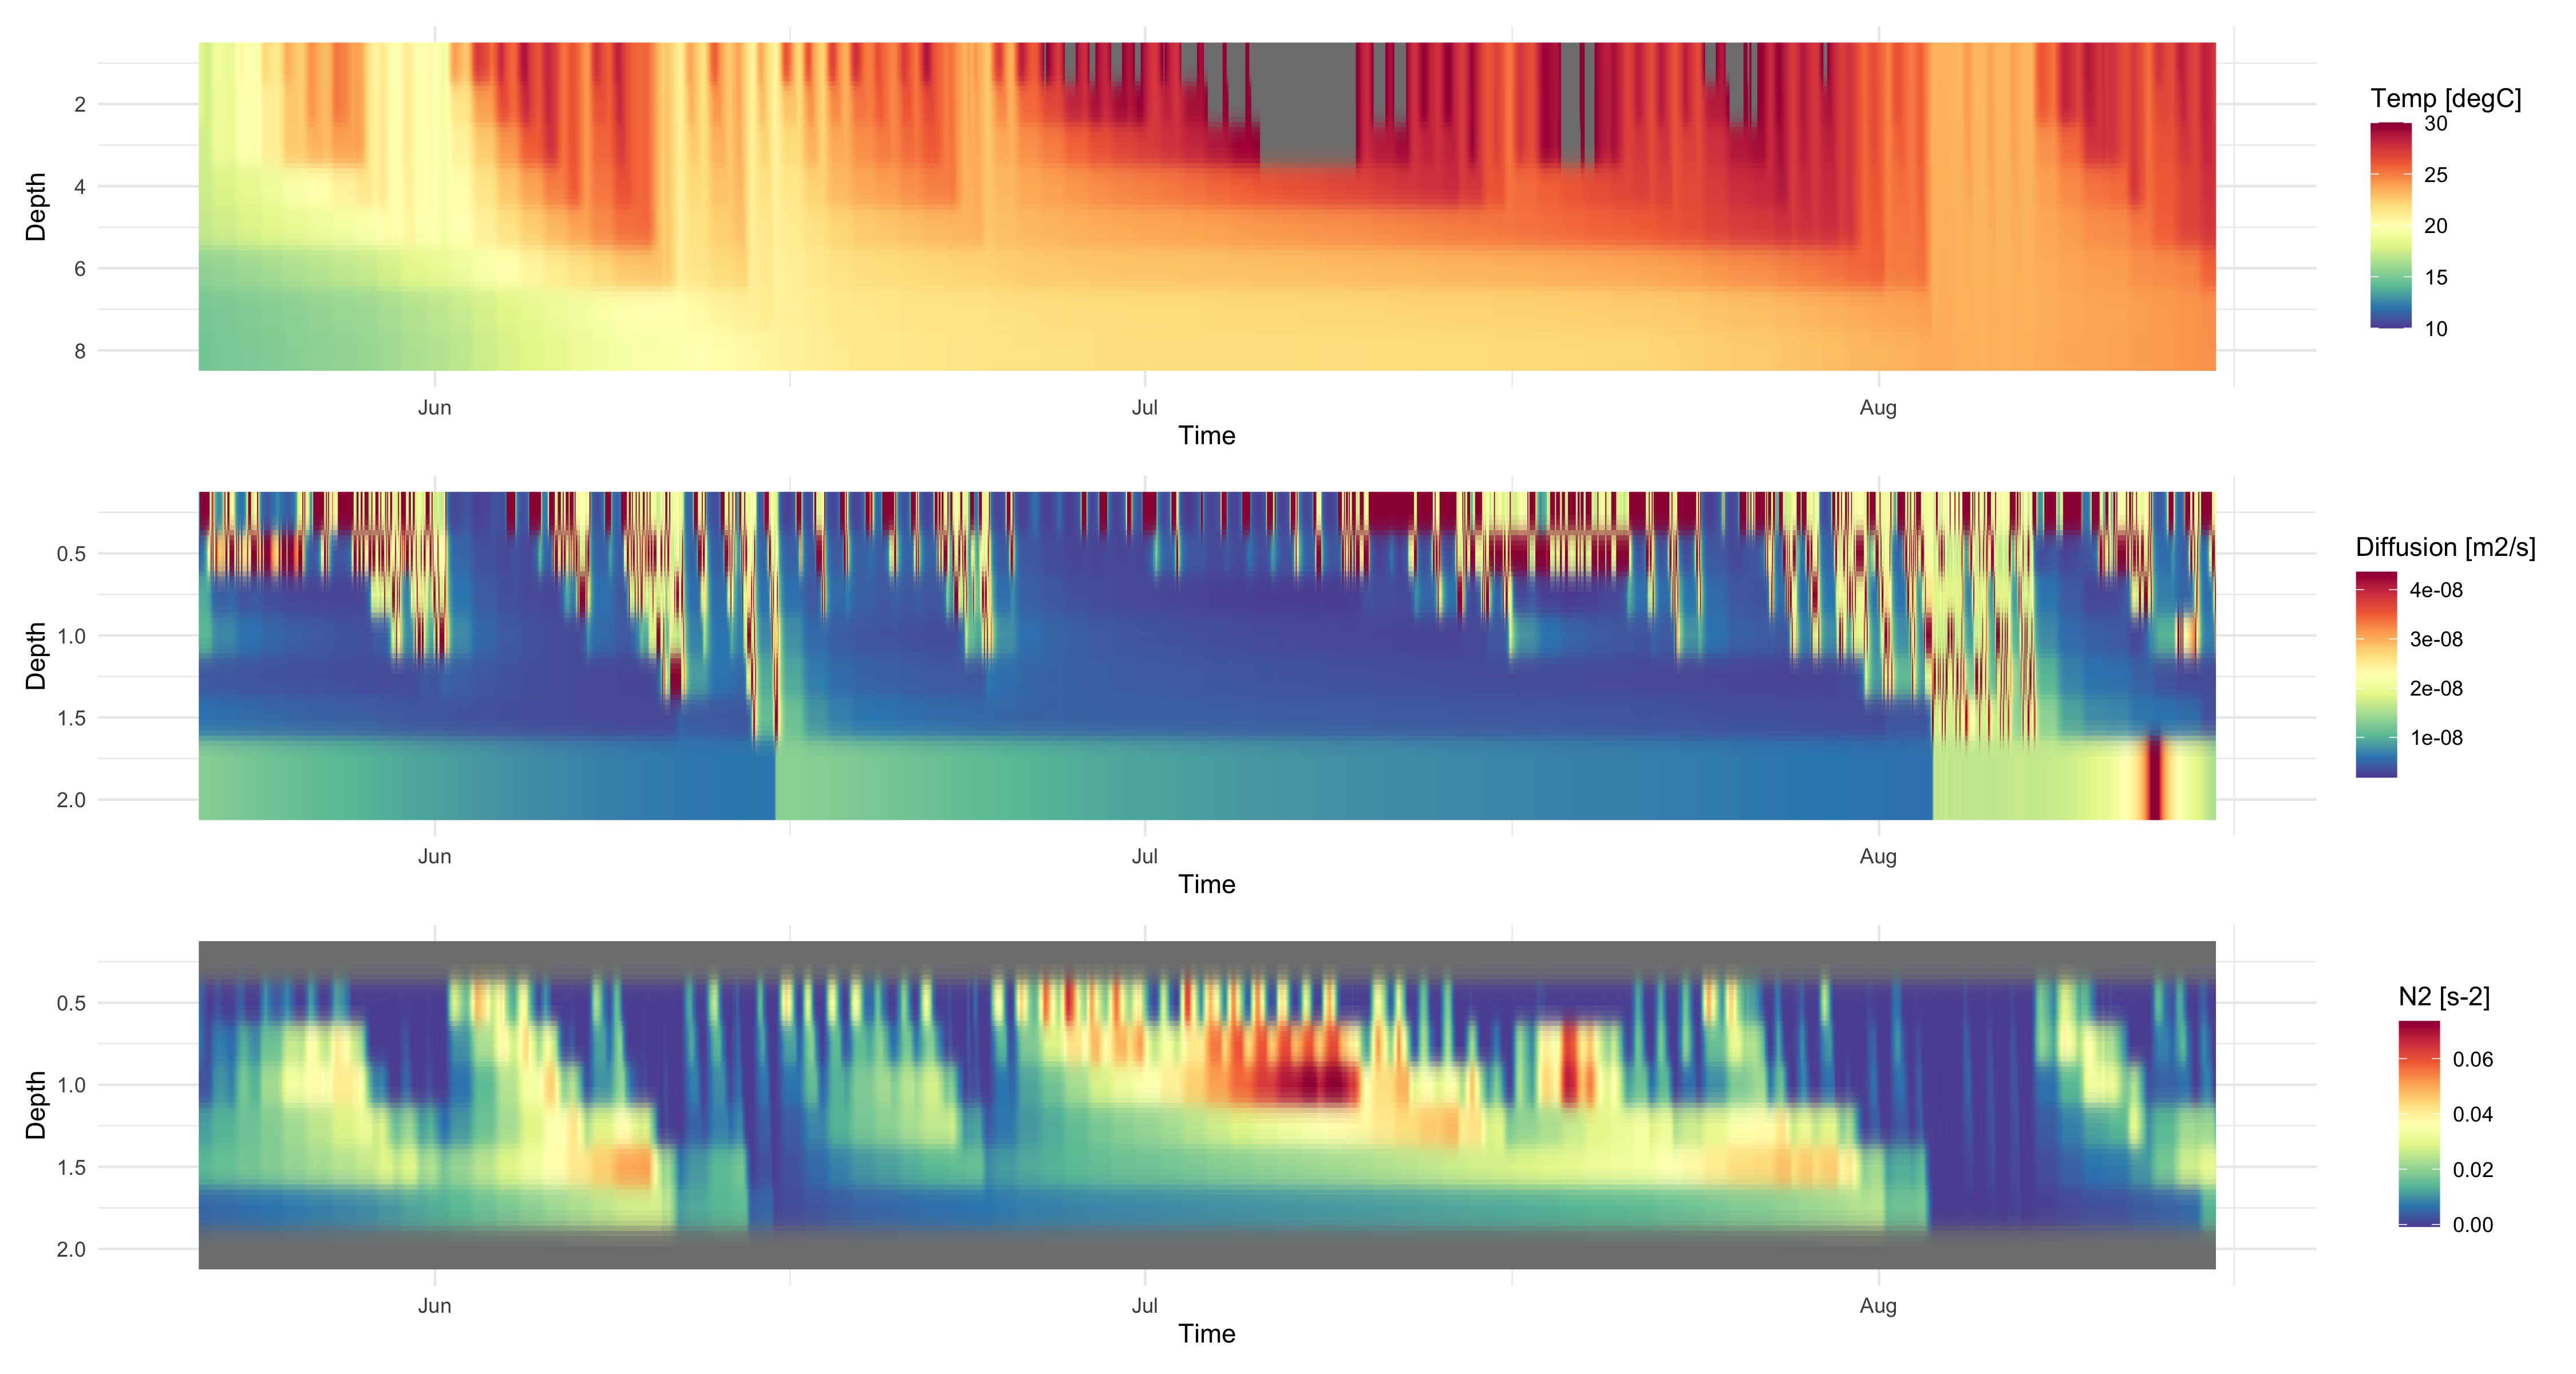 Depth
2
4
6
8
Jun
Jul
Aug
Time
Temp [degC]
30
25
20
15
10
Depth
0.5
1.0
1.5
2.0
Jun
Jul
Aug
Time
Diffusion [m2/s]
4e-08
3e-08
2e-08
1e-08
Depth
0.5
1.0
1.5
2.0
Jun
Jul
Aug
Time
N2 [s-2]
0.06
0.04
0.02
0.00